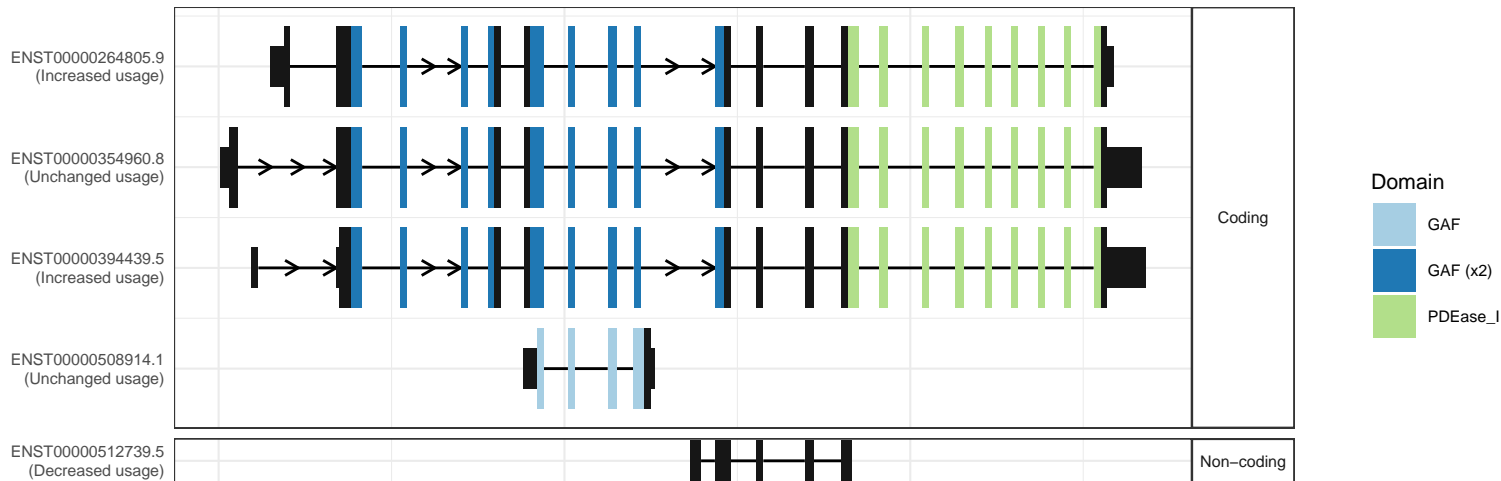 ENST00000264805.9
(Increased usage)
ENST00000354960.8
(Unchanged usage)
ENST00000394439.5
(Increased usage)
ENST00000508914.1
(Unchanged usage)
ENST00000512739.5
(Decreased usage)
Coding
Non−coding
Domain
GAF
GAF (x2)
PDEase_I